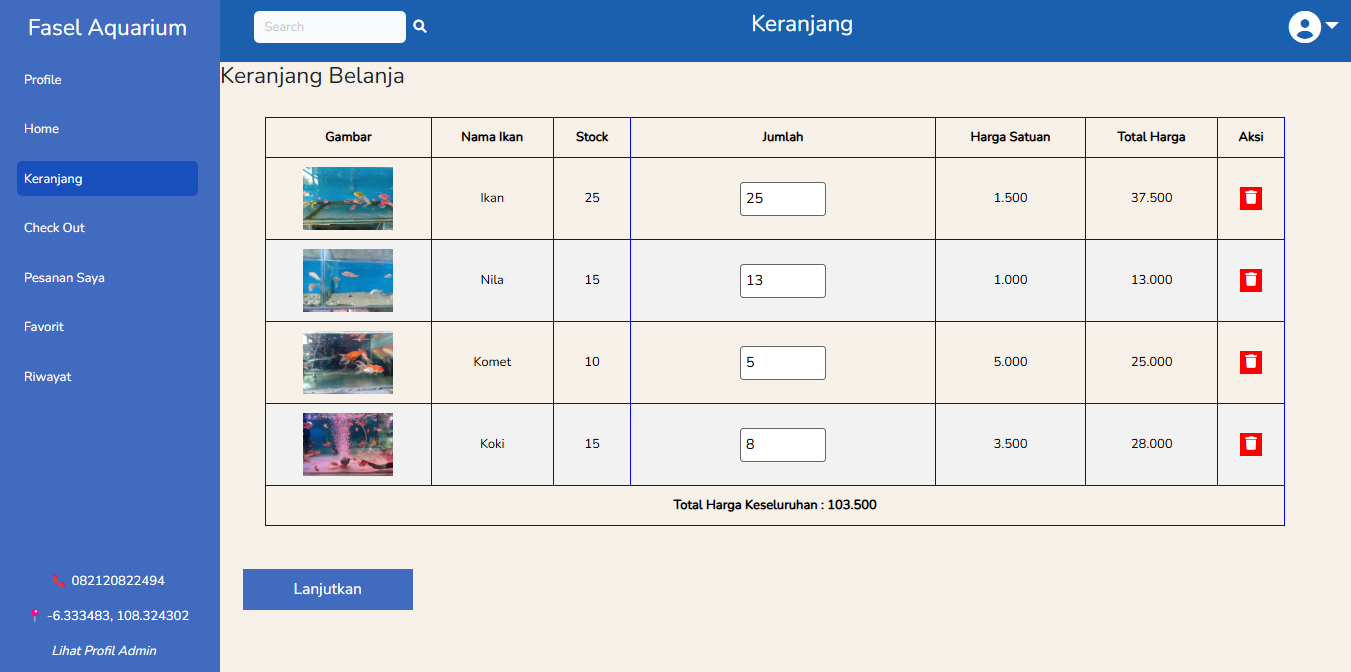 Fasel Aquarium
Search
Keranjang
Profile
Home
Keranjang
Check Out
Pesanan Saya
Favorit
Riwayat
082120822494
-6.333483, 108.324302
Lihat Profil Admin
Keranjang Belanja
Gambar Nama Ikan Stock Jumlah Harga Satuan Total Harga Aksi
Ikan 25 25 1.500 37.500
Nila 15 13 1.000 13.000
Komet 10 5 5.000 25.000
Koki 15 8 3.500 28.000
Total Harga Keseluruhan : 103.500
Lanjutkan